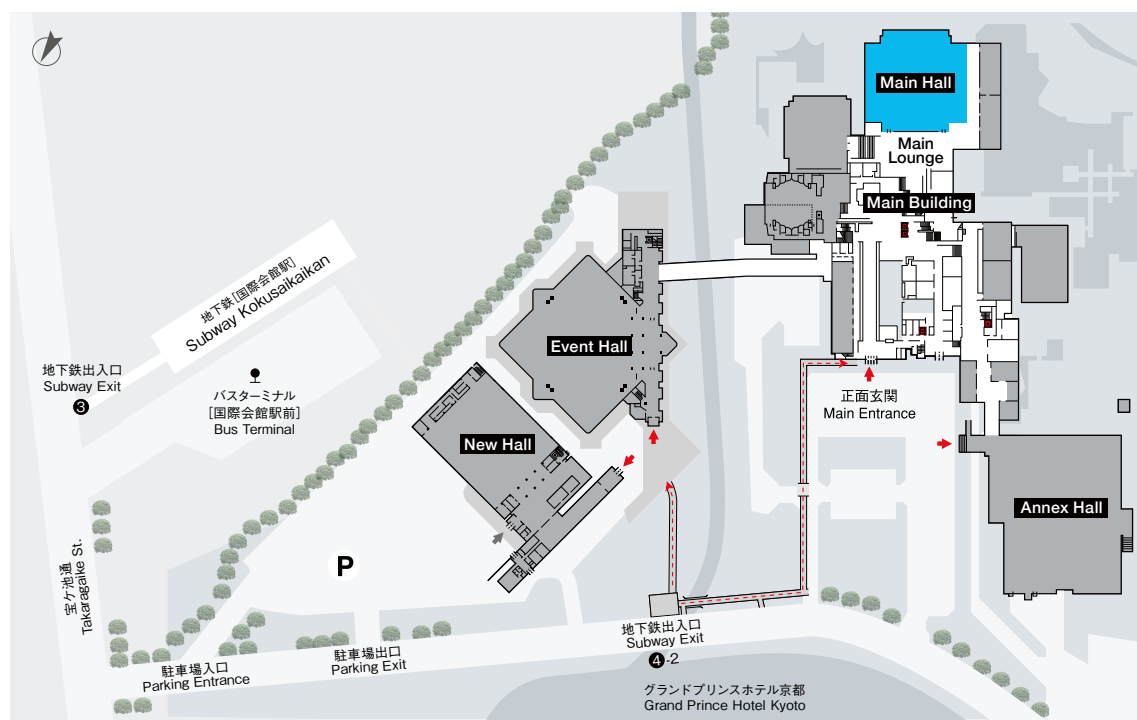 Main Hall
Main
Lounge
Main Building
地下鉄[国際会館駅]
Subway Kokusaikaikan
Event Hall
地下鉄出入口
Subway Exit
3
バスターミナル
[国際会館駅前]
Bus Terminal
正面玄関
Main Entrance
New Hall
Annex Hall
P
宝ケ池通
Takaragaike St.
地下鉄出入口
Subway Exit
4-2
駐車場出口
Parking Exit
駐車場入口
Parking Entrance
グランドプリンスホテル京都
Grand Prince Hotel Kyoto